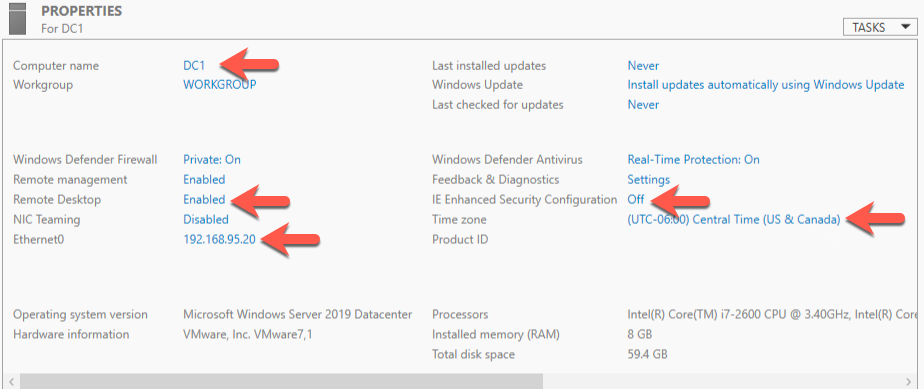 PROPERTIES
For DC1
TASKS
Computer name DC1 Last installed updates Never
Workgroup WORKGROUP Windows Update Install updates automatically using Windows Update
Last checked for updates Never
Windows Defender Firewall Private: On Windows Defender Antivirus Real-Time Protection: On
Remote management Enabled Feedback & Diagnostics Settings
Remote Desktop Enabled IE Enhanced Security Configuration Off
NIC Teaming Disabled Time zone (UTC-06:00) Central Time (US & Canada)
Ethernet0 192.168.95.20 Product ID
Operating system version Microsoft Windows Server 2019 Datacenter Processors Intel(R) Core(TM) i7-2600 CPU @ 3.40GHz, Intel(R) Core
Hardware information VMware, Inc. VMware7,1 Installed memory (RAM) 8 GB
Total disk space 59.4 GB